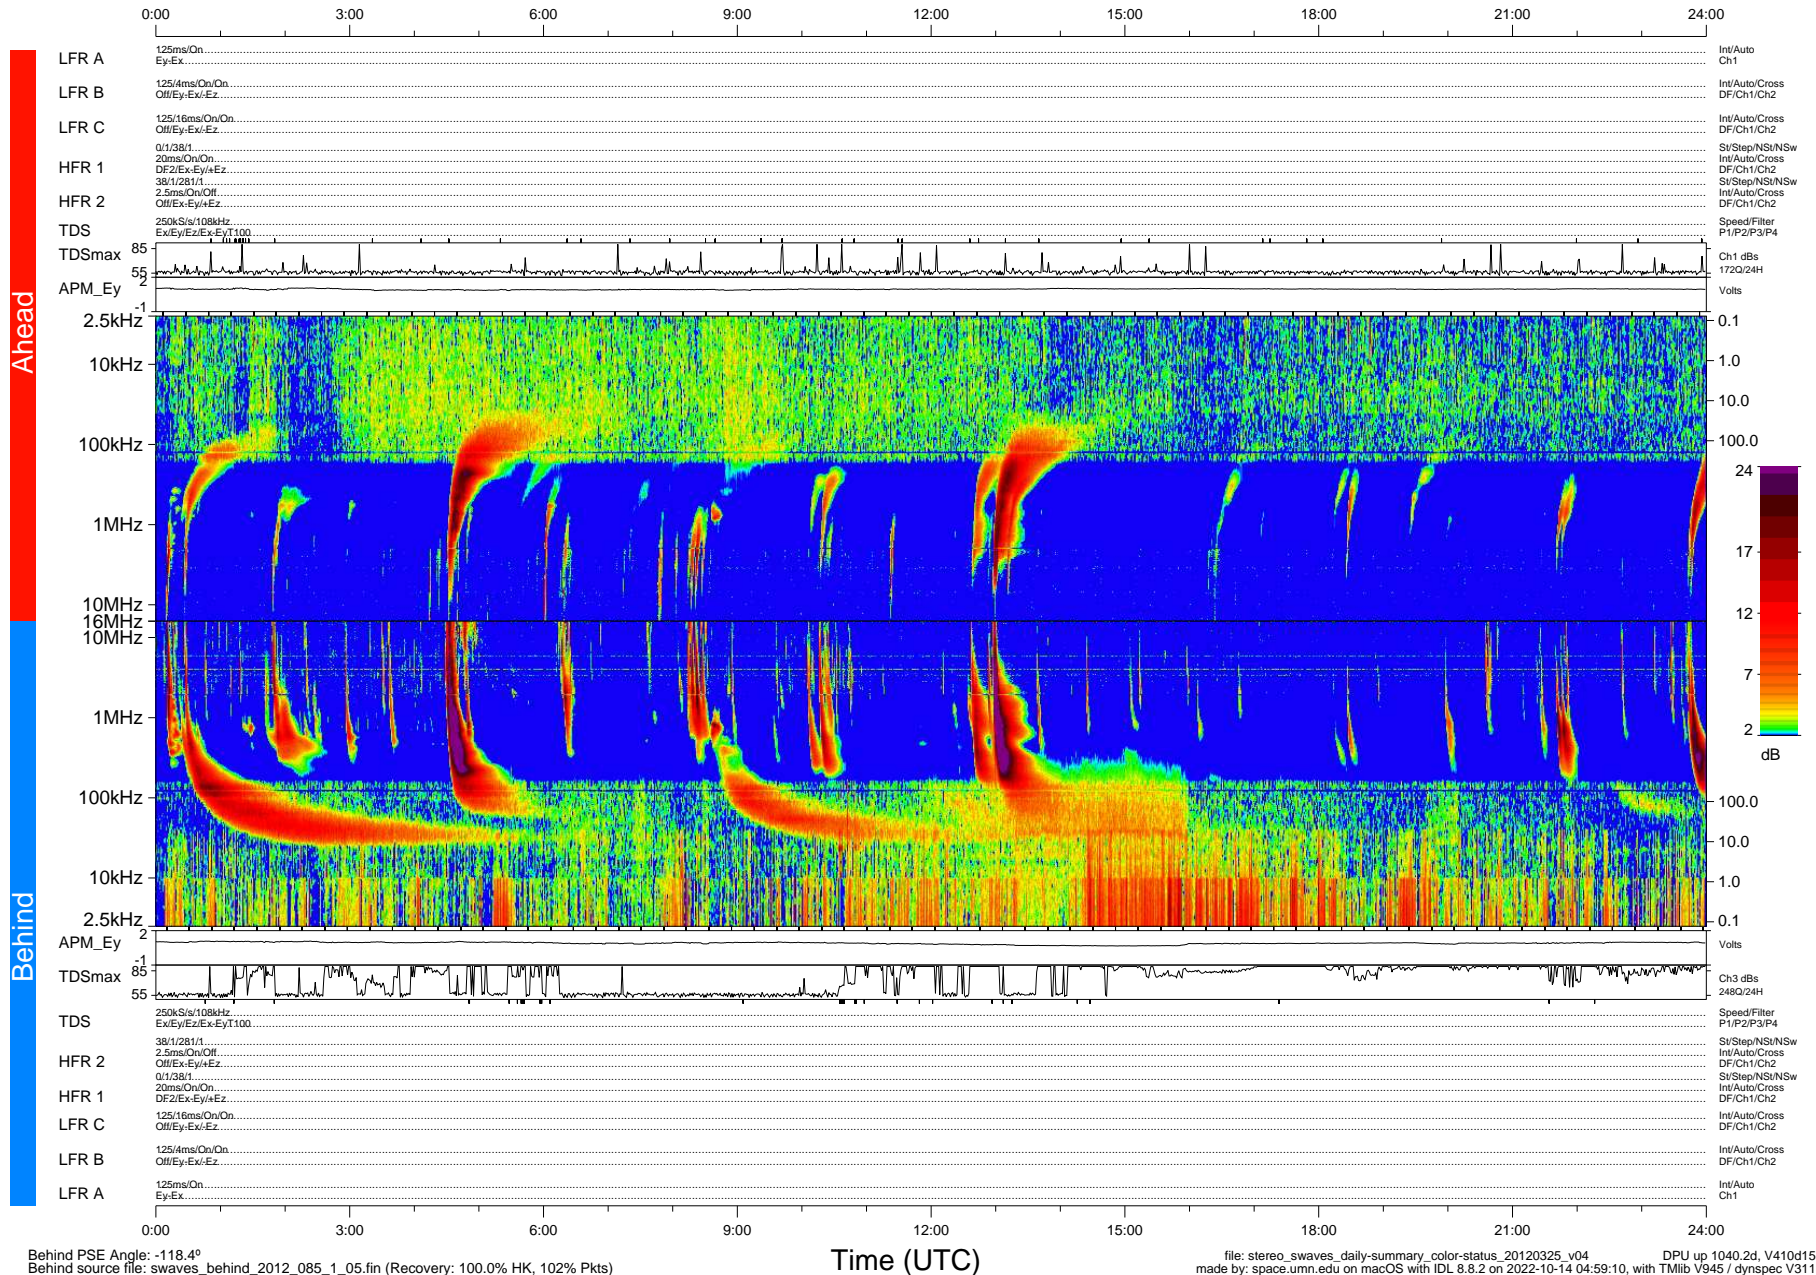 0:00 3:00 6:00 9:00 12:00 15:00 18:00 21:00 24:00
LFR A 125ms/On Int/Auto
Ey-Ex Ch1
LFR B 125/4ms/On/On Int/Auto/Cross
Off/Ey-Ex/-Ez DF/Ch1/Ch2
LFR C 125/16ms/On/On Int/Auto/Cross
Off/Ey-Ex/-Ez DF/Ch1/Ch2
0/1/38/1 St/Step/NSt/NSw
HFR 1 20ms/On/On Int/Auto/Cross
DF2/Ex-Ey/+Ez DF/Ch1/Ch2
38/1/281/1 St/Step/NSt/NSw
HFR 2 2.5ms/On/Off Int/Auto/Cross
Off/Ex-Ey/+Ez DF/Ch1/Ch2
TDS 250kS/s/108kHz Speed/Filter
Ex/Ey/Ez/Ex-EyT100 P1/P2/P3/P4
TDSmax 85 Ch1 dBs
55 172Q/24H
APM_Ey 2 Volts
-1
Ahead
2.5kHz 0.1
10kHz 1.0
10.0
100kHz 100.0
1MHz
10MHz
16MHz
24
17
12
7
2
dB
Behind
10MHz
1MHz
100kHz 100.0
10.0
10kHz 1.0
2.5kHz 0.1
APM_Ey 2 Volts
-1
TDSmax 85 Ch3 dBs
55 248Q/24H
TDS 250kS/s/108kHz Speed/Filter
Ex/Ey/Ez/Ex-EyT100 P1/P2/P3/P4
38/1/281/1 St/Step/NSt/NSw
HFR 2 2.5ms/On/Off Int/Auto/Cross
Off/Ex-Ey/+Ez DF/Ch1/Ch2
0/1/38/1 St/Step/NSt/NSw
HFR 1 20ms/On/On Int/Auto/Cross
DF2/Ex-Ey/+Ez DF/Ch1/Ch2
LFR C 125/16ms/On/On Int/Auto/Cross
Off/Ey-Ex/-Ez DF/Ch1/Ch2
LFR B 125/4ms/On/On Int/Auto/Cross
Off/Ey-Ex/-Ez DF/Ch1/Ch2
LFR A 125ms/On Int/Auto
Ey-Ex Ch1
0:00 3:00 6:00 9:00 12:00 15:00 18:00 21:00 24:00
Time (UTC)
Behind PSE Angle: -118.4º
Behind source file: swaves_behind_2012_085_1_05.fin (Recovery: 100.0% HK, 102% Pkts)
file: stereo_swaves_daily-summary_color-status_20120325_v04 DPU up 1040.2d, V410d15
made by: space.umn.edu on macOS with IDL 8.8.2 on 2022-10-14 04:59:10, with TMlib V945 / dynspec V311